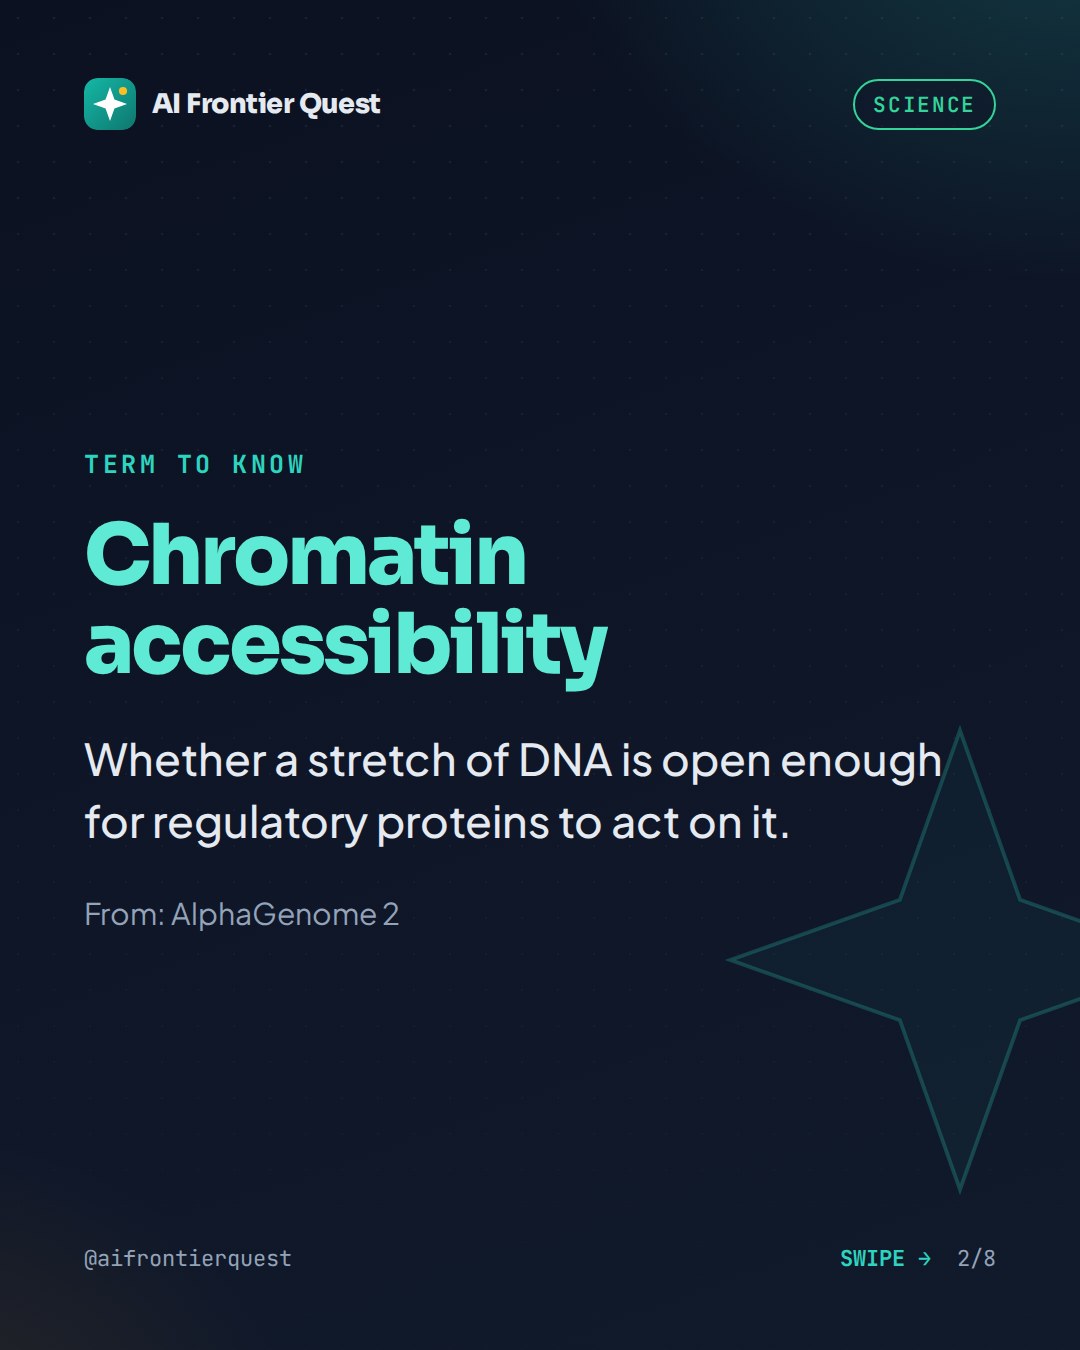 AI Frontier Quest
SCIENCE
TERM TO KNOW
Chromatin
accessibility
Whether a stretch of DNA is open enough
for regulatory proteins to act on it.
From: AlphaGenome 2
@aifrontierquest
SWIPE → 2/8